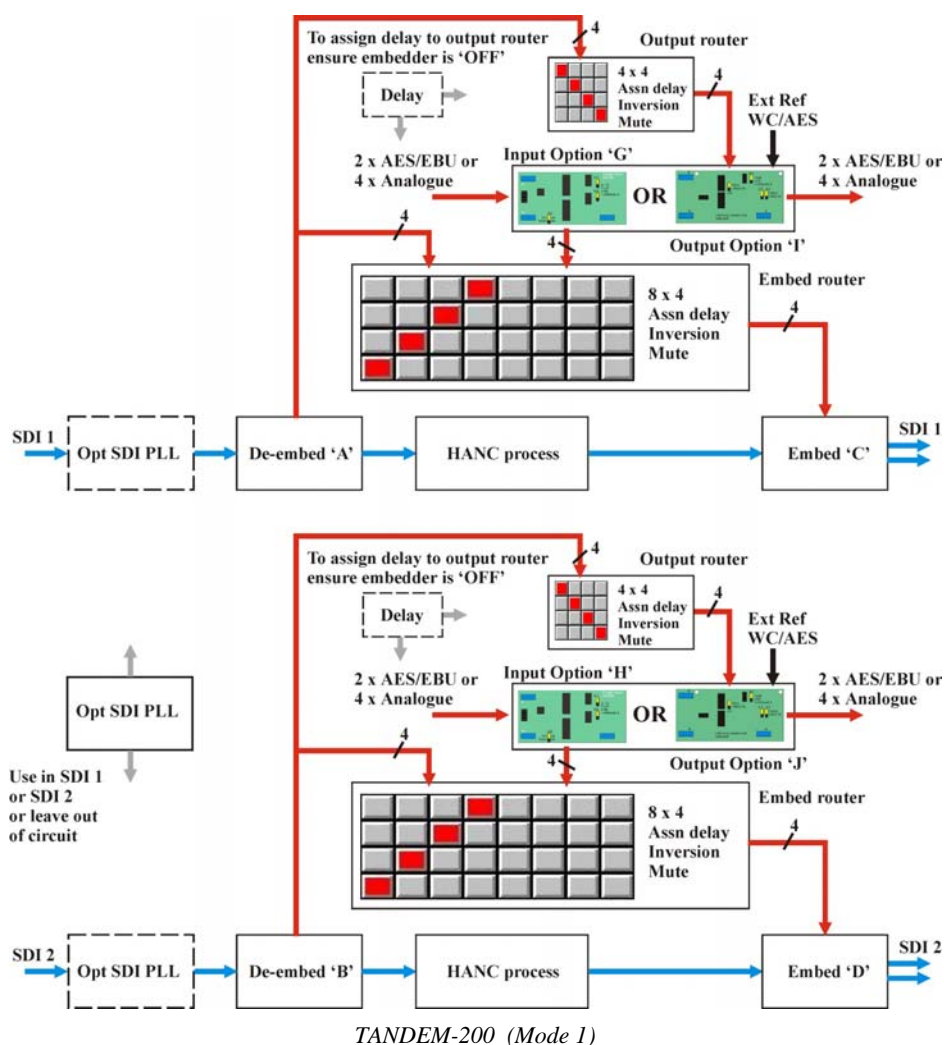 4
To assign delay to output router
ensure embedder is 'OFF'
Output router
Delay
4 x 4
Assn delay
Inversion
Mute
4
Ext Ref
WC/AES
2 x AES/EBU or
4 x Analogue
Input Option 'G'
OR
2 x AES/EBU or
4 x Analogue
4
4
Output Option 'I'
Embed router
8 x 4
Assn delay
Inversion
Mute
4
SDI 1
Opt SDI PLL
De-embed 'A'
HANC process
Embed 'C'
SDI 1
4
To assign delay to output router
ensure embedder is 'OFF'
Output router
Delay
4 x 4
Assn delay
Inversion
Mute
4
Ext Ref
WC/AES
2 x AES/EBU or
4 x Analogue
Input Option 'H'
OR
2 x AES/EBU or
4 x Analogue
Opt SDI PLL
4
4
Output Option 'J'
Use in SDI 1
or SDI 2
or leave out
of circuit
Embed router
8 x 4
Assn delay
Inversion
Mute
4
SDI 2
Opt SDI PLL
De-embed 'B'
HANC process
Embed 'D'
SDI 2
TANDEM-200 (Mode 1)